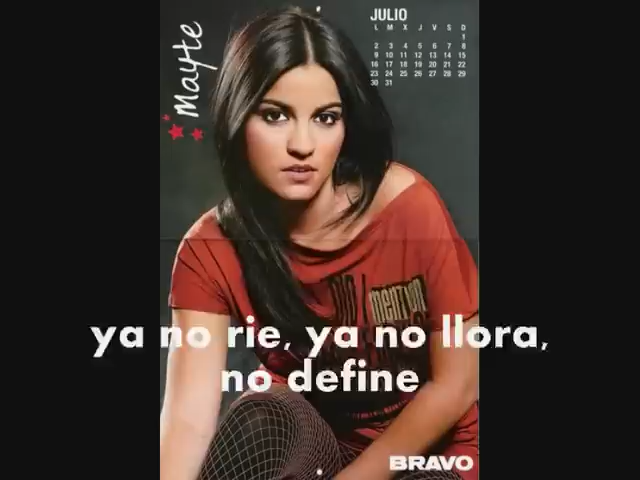 Mayte
JULIO
L M X J V S D
1
2 3 4 5 6 7 8
9 10 11 12 13 14 15
16 17 18 19 20 21 22
23 24 25 26 27 28 29
30 31
mention
ya no rie, ya no llora,
no define
BRAVO